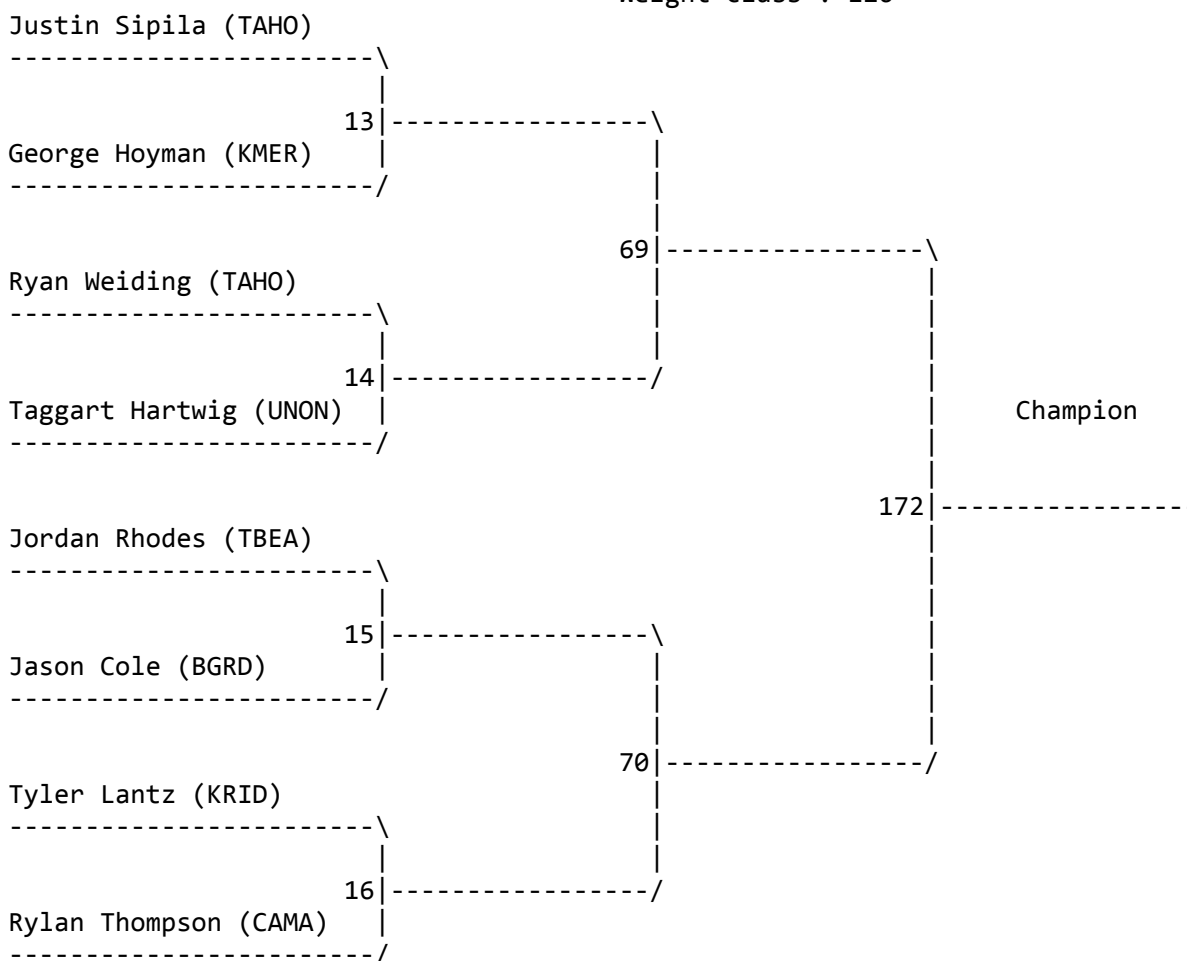 Justin Sipila (TAHO)
------------------------\
|
13|-----------------\
George Hoyman (KMER) | |
------------------------/ |
|
69|-----------------\
Ryan Weiding (TAHO) | |
------------------------\ | |
| | |
14|-----------------/ |
Taggart Hartwig (UNON) | | Champion
------------------------/ |
|
172|----------------
Jordan Rhodes (TBEA) |
------------------------\ |
| |
15|-----------------\ |
Jason Cole (BGRD) | | |
------------------------/ | |
| |
70|-----------------/
Tyler Lantz (KRID) |
------------------------\ |
| |
16|-----------------/
Rylan Thompson (CAMA) |
------------------------/